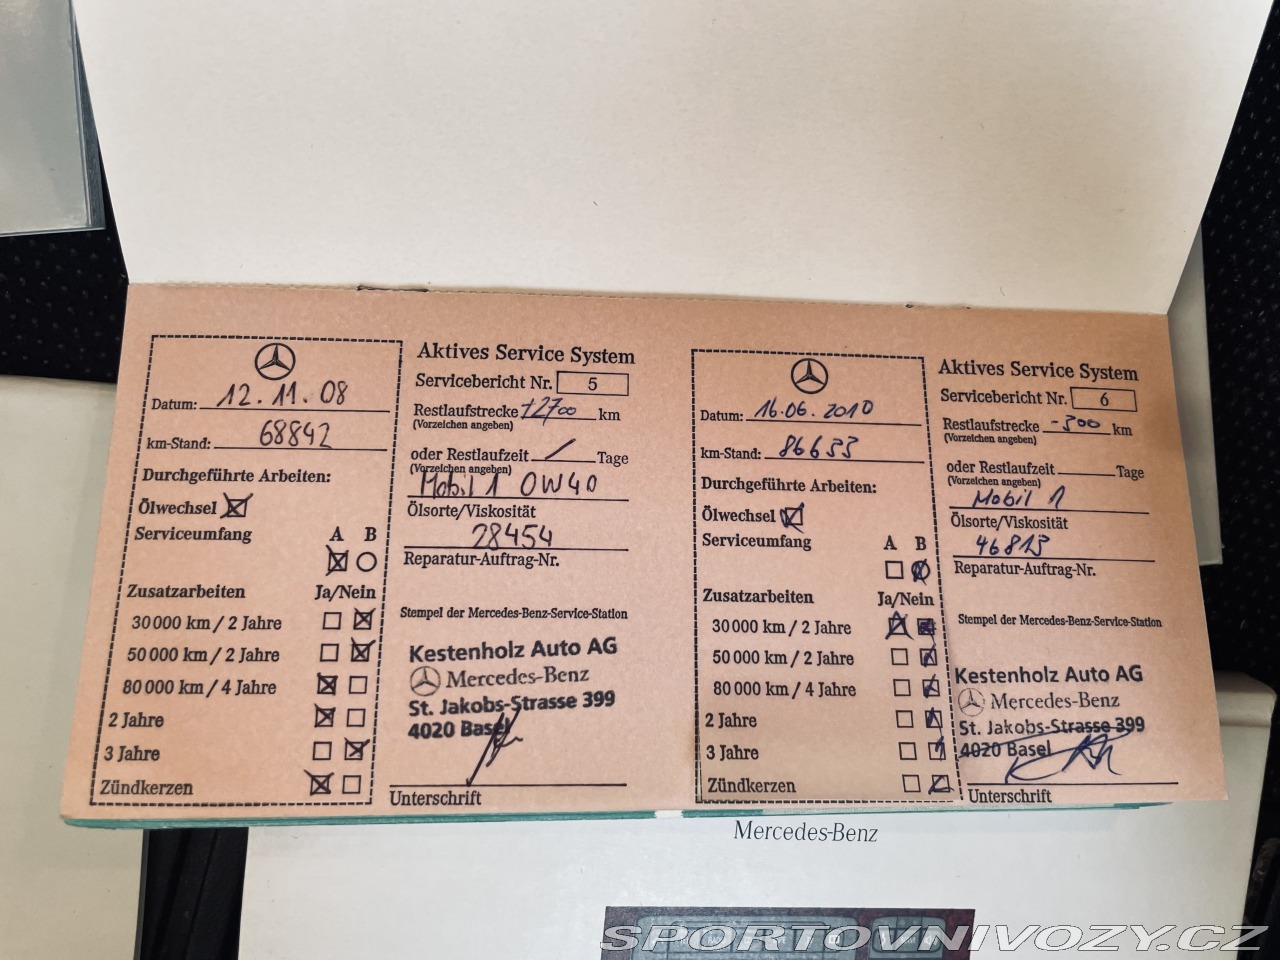 Datum: 12.11.08
km-Stand: 68842
Durchgeführte Arbeiten:
Ölwechsel
Serviceumfang A B
Zusatzarbeiten Ja/Nein
30 000 km / 2 Jahre
50 000 km / 2 Jahre
80 000 km / 4 Jahre
2 Jahre
3 Jahre
Zündkerzen
Aktives Service System
Servicebericht Nr. 5
Restlaufstrecke +2700 km
(Vorzeichen angeben)
oder Restlaufzeit / Tage
(Vorzeichen angeben)
Mobil 1 0W40
Ölsorte/Viskosität
28454
Reparatur-Auftrag-Nr.
Stempel der Mercedes-Benz-Service-Station
Kestenholz Auto AG
Mercedes-Benz
St. Jakobs-Strasse 399
4020 Basel
Unterschrift
Datum: 16.06.2010
km-Stand: 86633
Durchgeführte Arbeiten:
Ölwechsel
Serviceumfang A B
Zusatzarbeiten Ja/Nein
30 000 km / 2 Jahre
50 000 km / 2 Jahre
80 000 km / 4 Jahre
2 Jahre
3 Jahre
Zündkerzen
Aktives Service System
Servicebericht Nr. 6
Restlaufstrecke -300 km
(Vorzeichen angeben)
oder Restlaufzeit Tage
(Vorzeichen angeben)
Mobil 1
Ölsorte/Viskosität
46813
Reparatur-Auftrag-Nr.
Stempel der Mercedes-Benz-Service-Station
Kestenholz Auto AG
Mercedes-Benz
St. Jakobs-Strasse 399
4020 Basel
Unterschrift
Mercedes-Benz
SPORTOVNIVOZY.CZ